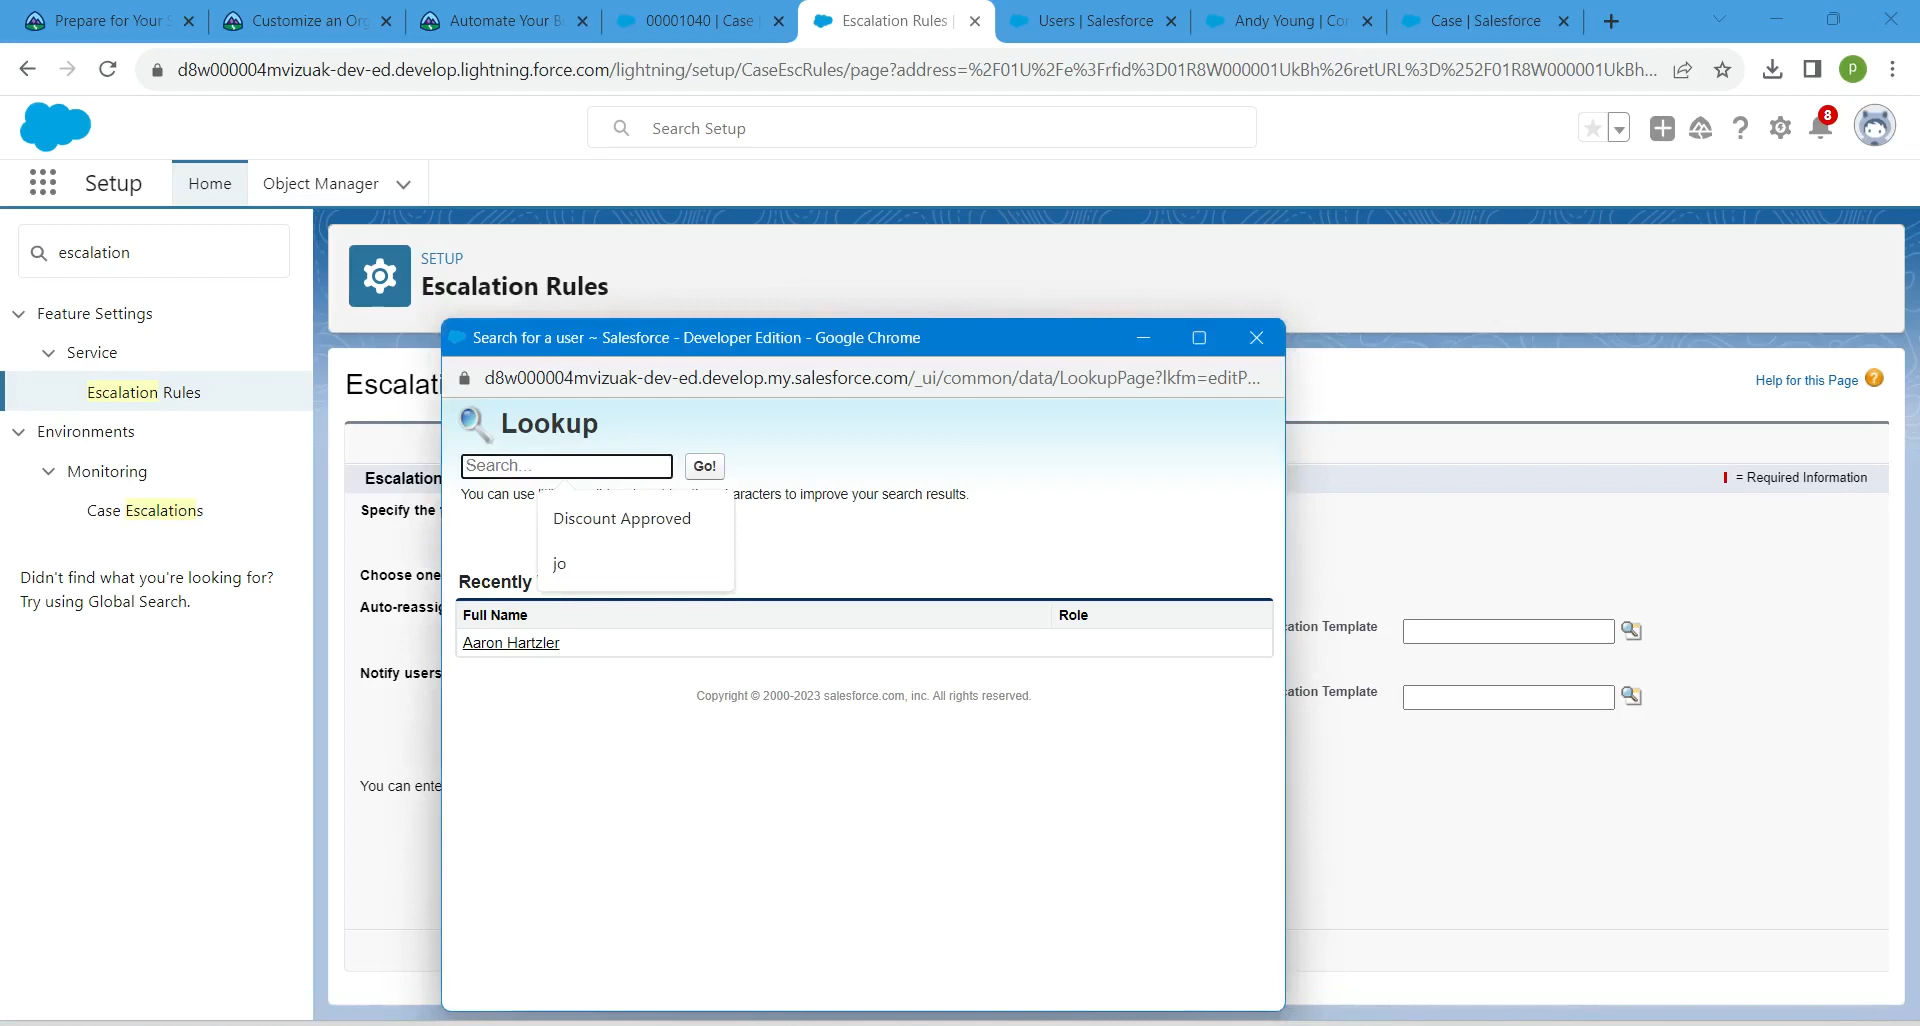 Prepare for Your S
Customize an Org
Automate Your B
00001040 | Case
Escalation Rules |
Users | Salesforce
Andy Young | Co
Case | Salesforce
d8w000004mvizuak-dev-ed.develop.lightning.force.com/lightning/setup/CaseEscRules/page?address=%2F01U%2Fe%3Frfid%3D01R8W000001UkBh%26retURL%3D%252F01R8W000001UkBh...
p
Search Setup
8
Setup
Home
Object Manager
escalation
Feature Settings
Service
Escalation Rules
Environments
Monitoring
Case Escalations
Didn't find what you're looking for?
Try using Global Search.
SETUP
Escalation Rules
Escalati
Help for this Page
Escalation
= Required Information
Specify the
Choose one
Auto-reassig
ation Template
Notify users
ation Template
You can ente
Search for a user ~ Salesforce - Developer Edition - Google Chrome
d8w000004mvizuak-dev-ed.develop.my.salesforce.com/_ui/common/data/LookupPage?lkfm=editP...
Lookup
Search...
Go!
You can use aracters to improve your search results.
Discount Approved
jo
Recently
Full Name
Role
Aaron Hartzler
Copyright © 2000-2023 salesforce.com, inc. All rights reserved.